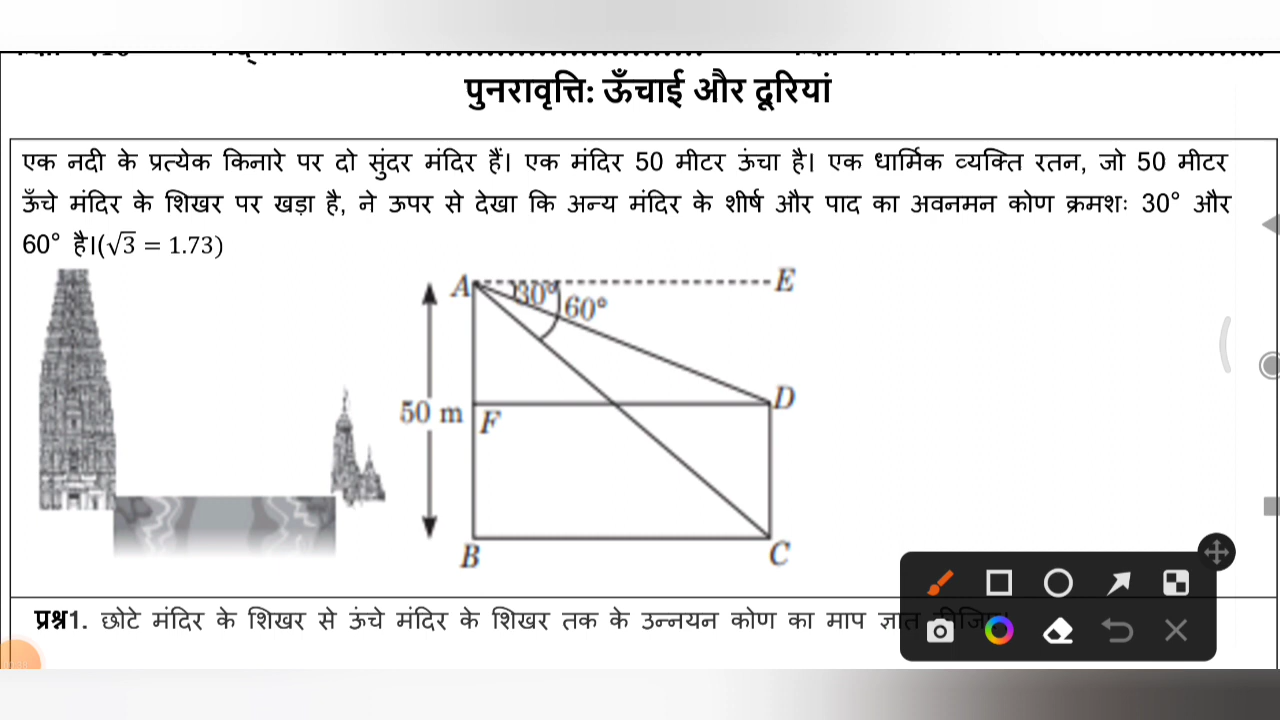 पुनरावृत्ति: ऊँचाई और दूरियां
एक नदी के प्रत्येक किनारे पर दो सुंदर मंदिर हैं। एक मंदिर 50 मीटर ऊंचा है। एक धार्मिक व्यक्ति रतन, जो 50 मीटर
ऊँचे मंदिर के शिखर पर खड़ा है, ने ऊपर से देखा कि अन्य मंदिर के शीर्ष और पाद का अवनमन कोण क्रमशः 30° और
60° है।(√3 = 1.73)
A
E
30°
60°
50 m
F
D
B
C
प्रश्न1. छोटे मंदिर के शिखर से ऊंचे मंदिर के शिखर तक के उन्नयन कोण का माप ज्ञात